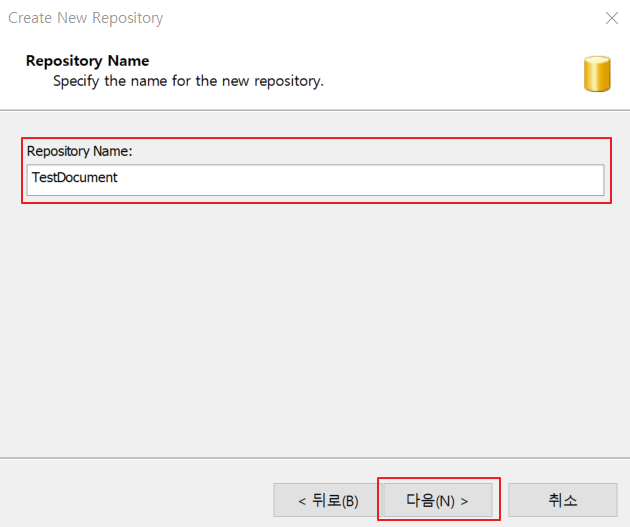 Create New Repository
Repository Name
Specify the name for the new repository.
Repository Name:
TestDocument
< 뒤로(B)
다음(N) >
취소